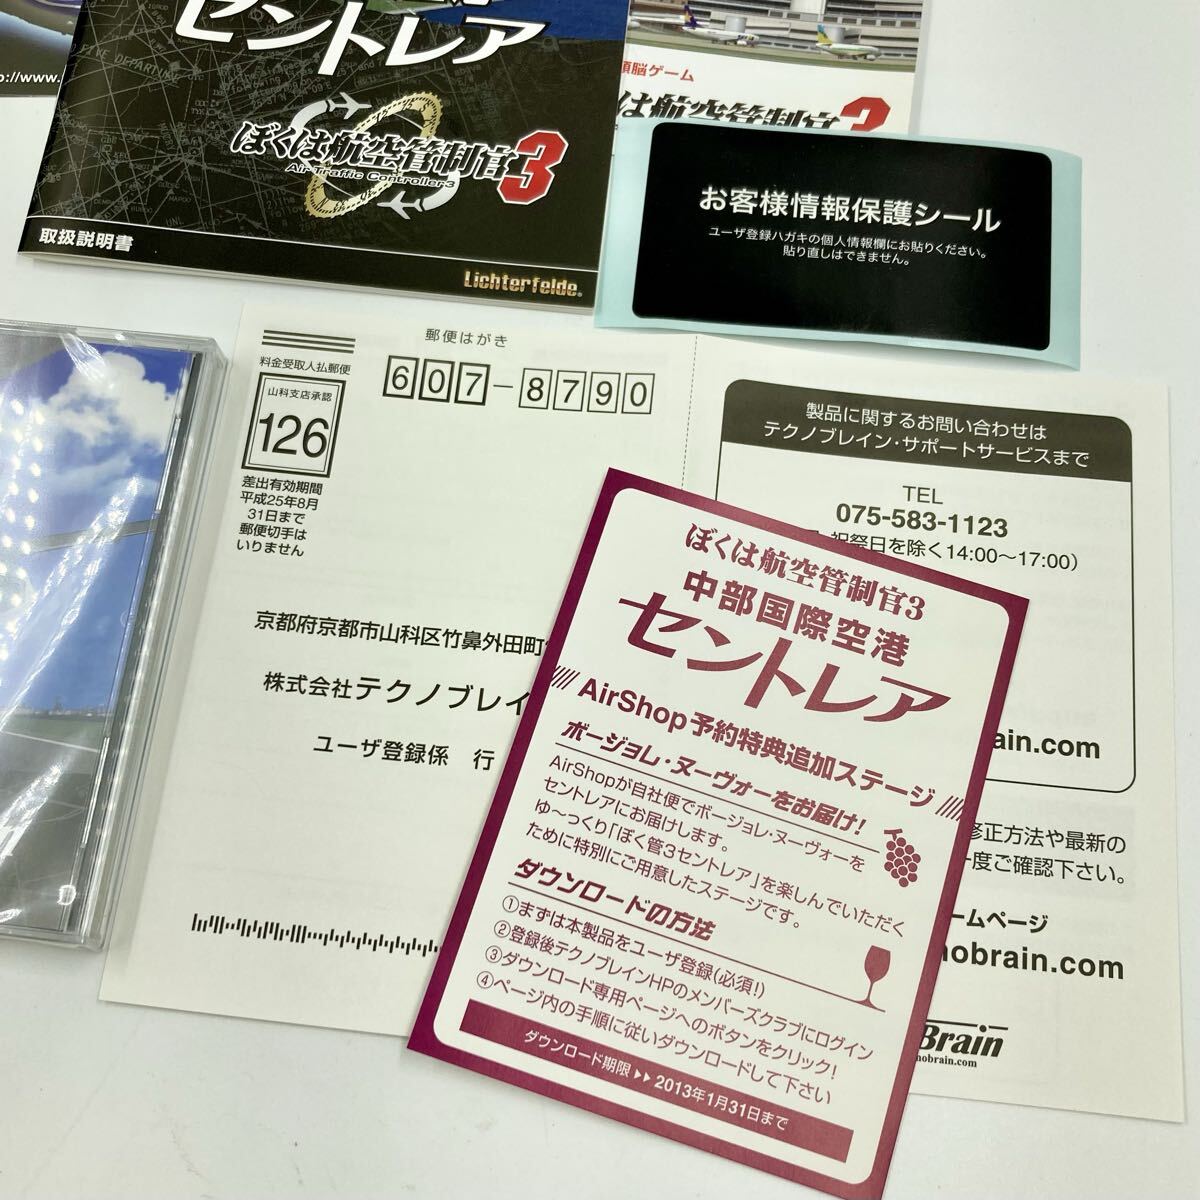 セントレア
ぼくは航空管制官3
Air Traffic Controller3
取扱説明書
Lichterfelde.
頭脳ゲーム
お客様情報保護シール
ユーザ登録ハガキの個人情報欄にお貼りください。
貼り直しはできません。
郵便はがき
607-8790
料金受取人払郵便
山科支店承認
126
差出有効期間
平成25年8月
31日まで
郵便切手は
いりません
京都府京都市山科区竹鼻外田町
株式会社テクノブレイ
ユーザ登録係 行
製品に関するお問い合わせは
テクノブレイン・サポートサービスまで
TEL
075-583-1123
祝祭日を除く14:00〜17:00)
ain.com
修正方法や最新の
度ご確認下さい。
ームページ
nobrain.com
Brain
nobrain.com
ぼくは航空管制官3
中部国際空港
セントレア
AirShop予約特典追加ステージ
ボージョレ・ヌーヴォーをお届け!
AirShopが自社便でボージョレ・ヌーヴォーを
セントレアにお届けします。
ゆ〜っくり「ぼく管3セントレア」を楽しんでいただく
ために特別にご用意したステージです。
ダウンロードの方法
①まずは本製品をユーザ登録(必須!)
②登録後テクノブレインHPのメンバーズクラブにログイン
③ダウンロード専用ページへのボタンをクリック!
④ページ内の手順に従いダウンロードして下さい
ダウンロード期限 ▶▶ 2013年1月31日まで